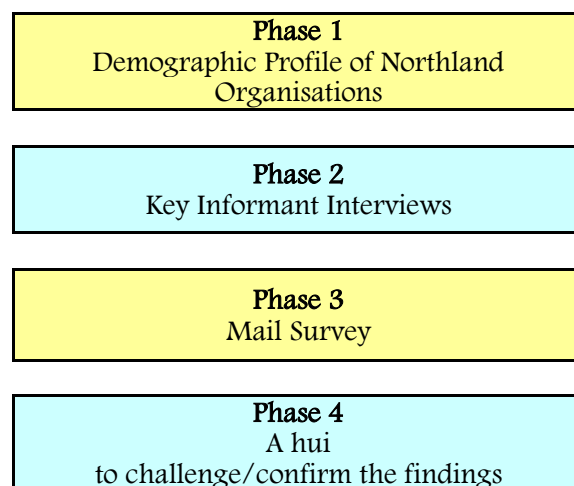 Phase 1
Demographic Profile of Northland
Organisations
Phase 2
Key Informant Interviews
Phase 3
Mail Survey
Phase 4
A hui
to challenge/confirm the findings